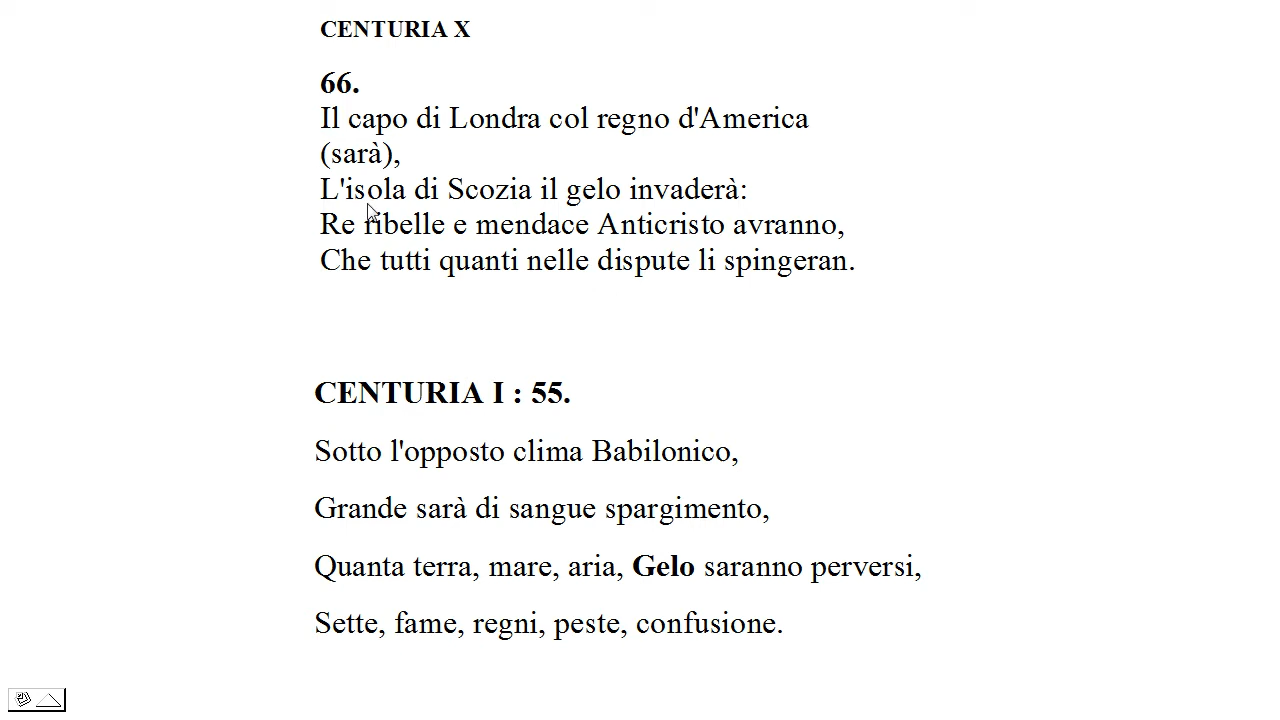 CENTURIA X
66.
Il capo di Londra col regno d'America
(sarà),
L'isola di Scozia il gelo invaderà:
Re ribelle e mendace Anticristo avranno,
Che tutti quanti nelle dispute li spingeran.
CENTURIA I : 55.
Sotto l'opposto clima Babilonico,
Grande sarà di sangue spargimento,
Quanta terra, mare, aria, Gelo saranno perversi,
Sette, fame, regni, peste, confusione.